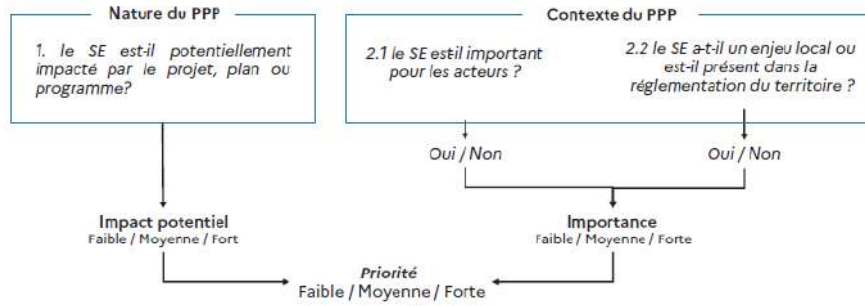 Nature du PPP
1. le SE est-il potentiellement
impacté par le projet, plan ou
programme?
Contexte du PPP
2.1 le SE est-il important
pour les acteurs ?
2.2 le SE a-t-il un enjeu local ou
est-il présent dans la
réglementation du territoire ?
Oui / Non
Oui / Non
Impact potentiel
Faible / Moyenne / Fort
Importance
Faible / Moyenne / Forte
Priorité
Faible / Moyenne / Forte